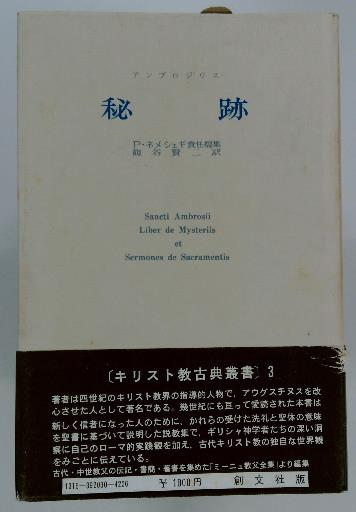 アンブロジウス
秘跡
P・ネメシェギ責任編集
熊谷賢二訳
Sancti Ambrosii
Liber de Mysteriis
et
Sermones de Sacramentis
〔キリスト教古典叢書〕3
著者は四世紀のキリスト教界の指導的人物で、アウグスチヌスを改
心させた人として著名である。幾世紀にも亘って愛読された本書は
新しく信者になった人のために、かれらの受けた洗礼と聖体の意味
を聖書に基づいて説明した説教集で、ギリシャ神学者たちの深い洞
察に自己のローマ的実践観を加え、古代キリスト教の独自な世界観
をみごとに伝えている。
古代・中世教父の伝記・書簡・著書を集めた「ミーニュ教父全集」より編集
1316-362030-4226
￥1000円
創文社版